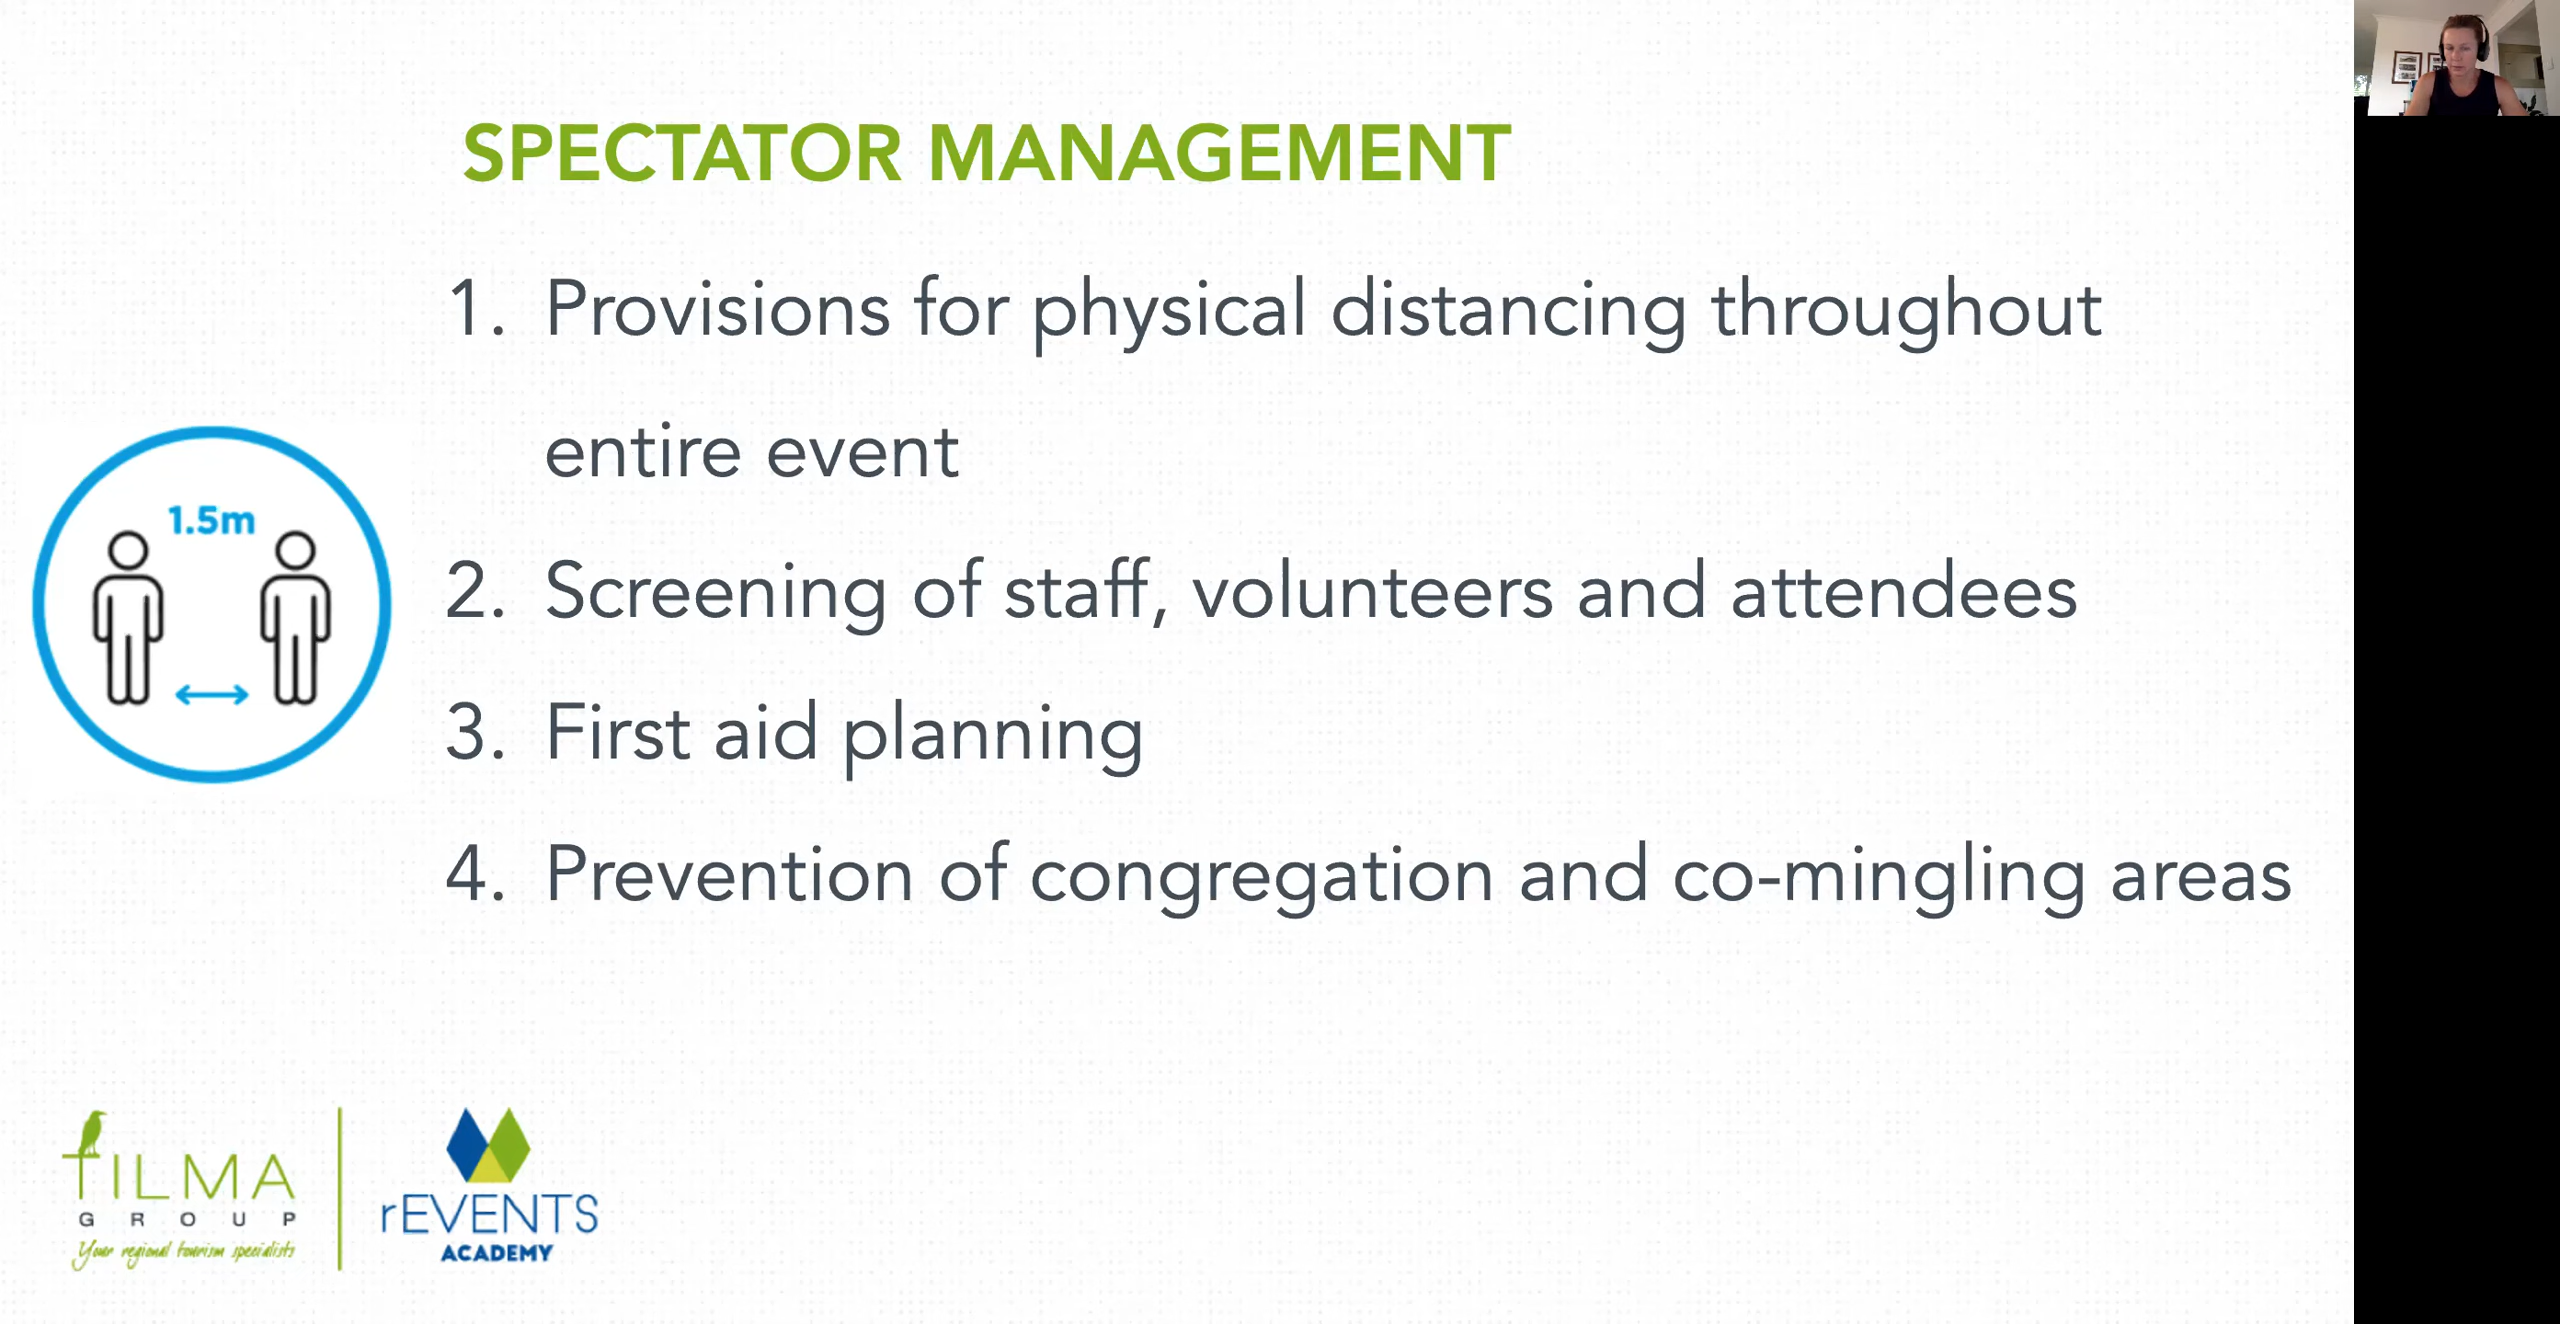 SPECTATOR MANAGEMENT
1. Provisions for physical distancing throughout
entire event
2. Screening of staff, volunteers and attendees
3. First aid planning
4. Prevention of congregation and co-mingling areas
1.5m
TILMA
GROUP
Your regional tourism specialists
rEVENTS
ACADEMY